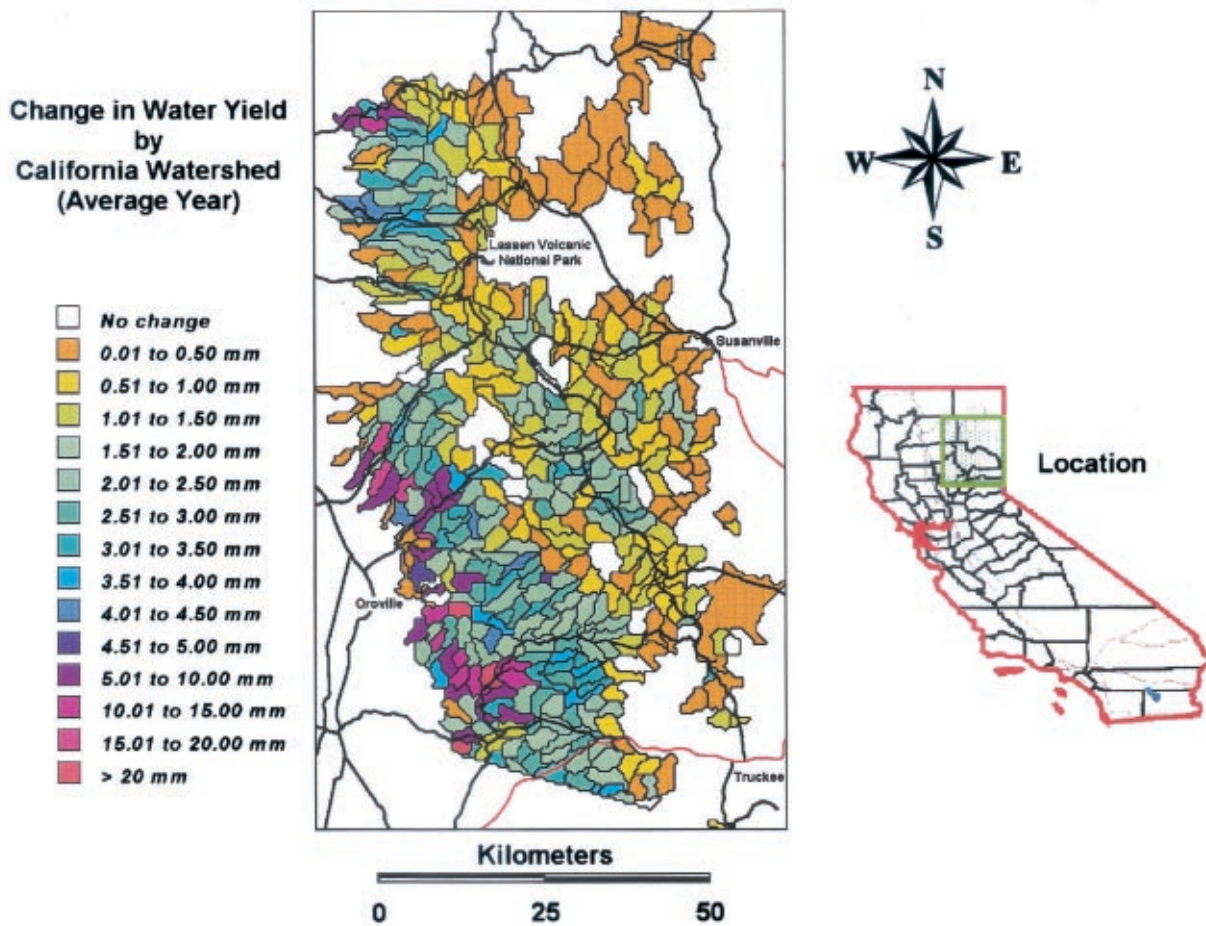 Change in Water Yield
by
California Watershed
(Average Year)
No change
0.01 to 0.50 mm
0.51 to 1.00 mm
1.01 to 1.50 mm
1.51 to 2.00 mm
2.01 to 2.50 mm
2.51 to 3.00 mm
3.01 to 3.50 mm
3.51 to 4.00 mm
4.01 to 4.50 mm
4.51 to 5.00 mm
5.01 to 10.00 mm
10.01 to 15.00 mm
15.01 to 20.00 mm
> 20 mm
Lassen Volcanic
National Park
Susanville
Oroville
Truckee
Kilometers
0 25 50
N
W E
S
Location